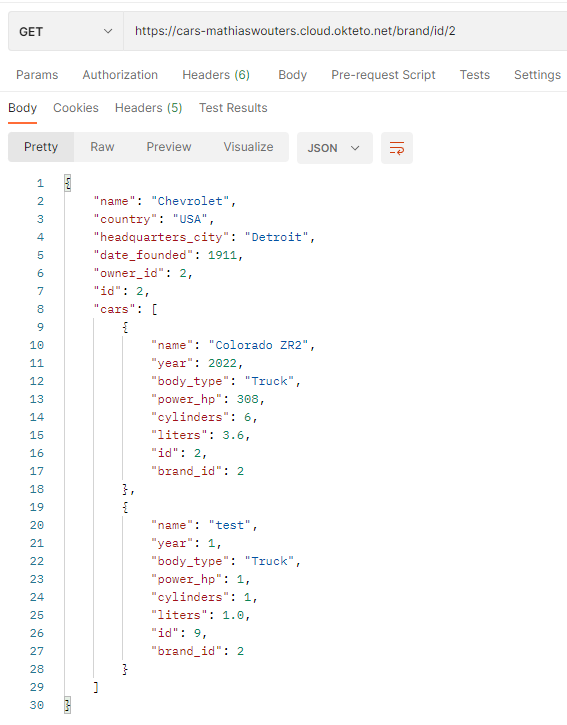 GET https://cars-mathiaswouters.cloud.okteto.net/brand/id/2
Params Authorization Headers (6) Body Pre-request Script Tests Settings
Body Cookies Headers (5) Test Results
Pretty Raw Preview Visualize JSON
1 {
2 "name": "Chevrolet",
3 "country": "USA",
4 "headquarters_city": "Detroit",
5 "date_founded": 1911,
6 "owner_id": 2,
7 "id": 2,
8 "cars": [
9 {
10 "name": "Colorado ZR2",
11 "year": 2022,
12 "body_type": "Truck",
13 "power_hp": 308,
14 "cylinders": 6,
15 "liters": 3.6,
16 "id": 2,
17 "brand_id": 2
18 },
19 {
20 "name": "test",
21 "year": 1,
22 "body_type": "Truck",
23 "power_hp": 1,
24 "cylinders": 1,
25 "liters": 1.0,
26 "id": 9,
27 "brand_id": 2
28 }
29 ]
30 }